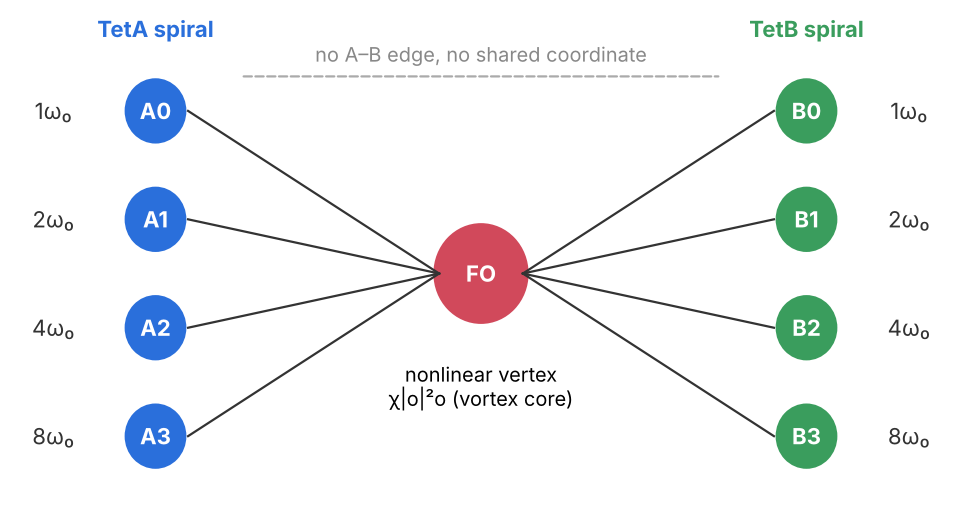 TetA spiral
TetB spiral
no A–B edge, no shared coordinate
1ωₒ
A0
B0
1ωₒ
2ωₒ
A1
B1
2ωₒ
FO
4ωₒ
A2
B2
4ωₒ
nonlinear vertex
χ|o|²o (vortex core)
8ωₒ
A3
B3
8ωₒ